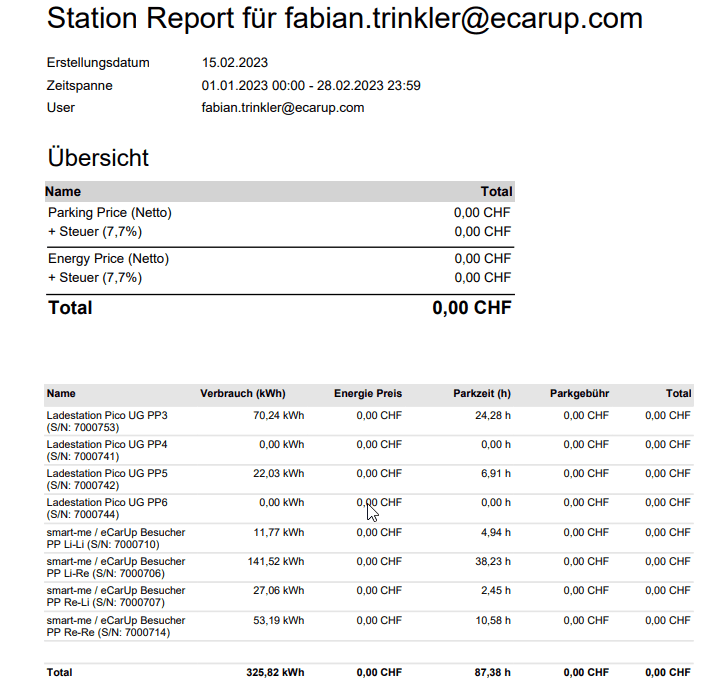 Station Report für fabian.trinkler@ecarup.com
Erstellungsdatum 15.02.2023
Zeitspanne 01.01.2023 00:00 - 28.02.2023 23:59
User fabian.trinkler@ecarup.com
Übersicht
Name Total
Parking Price (Netto) 0,00 CHF
+ Steuer (7,7%) 0,00 CHF
Energy Price (Netto) 0,00 CHF
+ Steuer (7,7%) 0,00 CHF
Total 0,00 CHF
Name Verbrauch (kWh) Energie Preis Parkzeit (h) Parkgebühr Total
Ladestation Pico UG PP3 70,24 kWh 0,00 CHF 24,28 h 0,00 CHF 0,00 CHF
(S/N: 7000753)
Ladestation Pico UG PP4 0,00 kWh 0,00 CHF 0,00 h 0,00 CHF 0,00 CHF
(S/N: 7000741)
Ladestation Pico UG PP5 22,03 kWh 0,00 CHF 6,91 h 0,00 CHF 0,00 CHF
(S/N: 7000742)
Ladestation Pico UG PP6 0,00 kWh 0,00 CHF 0,00 h 0,00 CHF 0,00 CHF
(S/N: 7000744)
smart-me / eCarUp Besucher 11,77 kWh 0,00 CHF 4,94 h 0,00 CHF 0,00 CHF
PP Li-Li (S/N: 7000710)
smart-me / eCarUp Besucher 141,52 kWh 0,00 CHF 38,23 h 0,00 CHF 0,00 CHF
PP Li-Re (S/N: 7000706)
smart-me / eCarUp Besucher 27,06 kWh 0,00 CHF 2,45 h 0,00 CHF 0,00 CHF
PP Re-Li (S/N: 7000707)
smart-me / eCarUp Besucher 53,19 kWh 0,00 CHF 10,58 h 0,00 CHF 0,00 CHF
PP Re-Re (S/N: 7000714)
Total 325,82 kWh 0,00 CHF 87,38 h 0,00 CHF 0,00 CHF